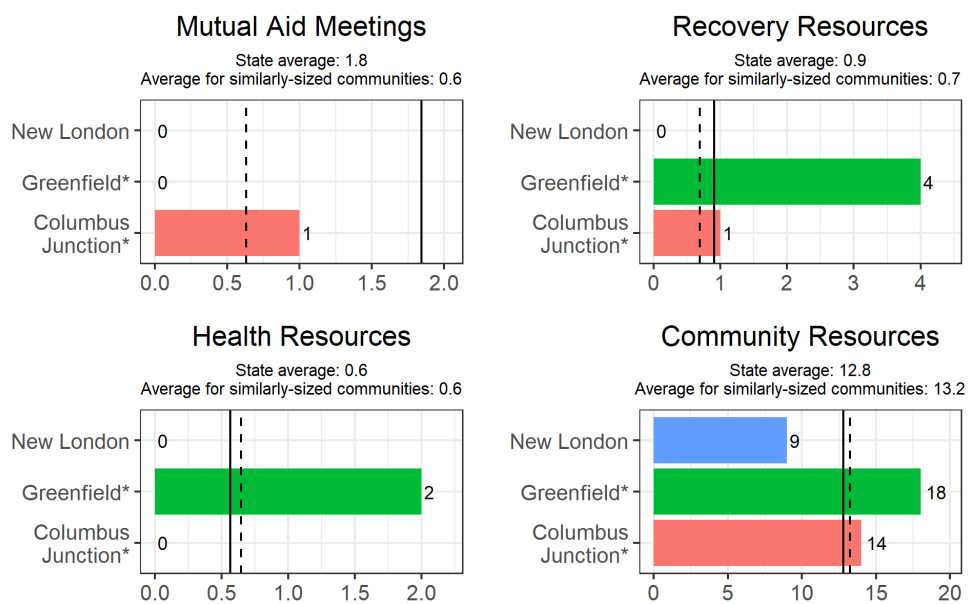 Mutual Aid Meetings
State average: 1.8
Average for similarly-sized communities: 0.6
New London
0
Greenfield*
0
Columbus
Junction*
1
0.0 0.5 1.0 1.5 2.0
Recovery Resources
State average: 0.9
Average for similarly-sized communities: 0.7
New London
0
Greenfield*
4
Columbus
Junction*
1
0 1 2 3 4
Health Resources
State average: 0.6
Average for similarly-sized communities: 0.6
New London
0
Greenfield*
2
Columbus
Junction*
0
0.0 0.5 1.0 1.5 2.0
Community Resources
State average: 12.8
Average for similarly-sized communities: 13.2
New London
9
Greenfield*
18
Columbus
Junction*
14
0 5 10 15 20